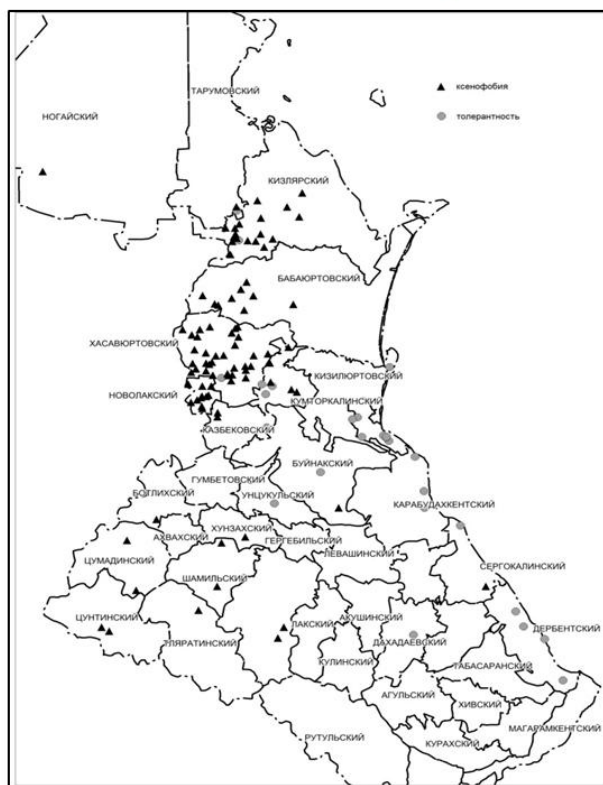 ксенофобия
ТАРУМОВСКИЙ
НОГАЙСКИЙ
толерантность
КИЗЛЯРСКИЙ
БАБАЮРТОВСКИЙ
ХАСАВЮРТОВСКИЙ
КИЗИЛЮРТОВСКИЙ
НОВОЛАКСКИЙ
КУМТОРКАЛИНСКИЙ
КАЗБЕКОВСКИЙ
БУЙНАКСКИЙ
ГУМБЕТОВСКИЙ
БОТЛИХСКИЙ
УНЦУКУЛЬСКИЙ
КАРАБУДАХКЕНТСКИЙ
ХУНЗАХСКИЙ
АХВАХСКИЙ
ГЕРГЕБИЛЬСКИЙ
ЛЕВАШИНСКИЙ
ЦУМАДИНСКИЙ
СЕРГОКАЛИНСКИЙ
ШАМИЛЬСКИЙ
ЦУНТИНСКИЙ
АКУШИНСКИЙ
ЛАКСКИЙ
ДЕРБЕНТСКИЙ
ТЛЯРАТИНСКИЙ
ДАХАДАЕВСКИЙ
КУЛИНСКИЙ
ТАБАСАРАНСКИЙ
АГУЛЬСКИЙ
ХИВСКИЙ
МАГАРАМКЕНТСКИЙ
РУТУЛЬСКИЙ
КУРАХСКИЙ